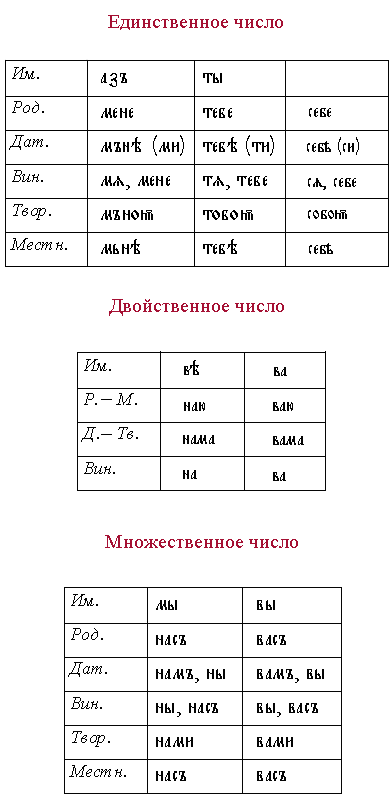 Единственное число
Им. азъ ты
Род. мене тебе себе
Дат. мънѣ (ми) тебѣ (ти) себѣ (си)
Вин. мѧ, мене тѧ, тебе сѧ, себе
Твор. мъноѭ тобоѭ собоѭ
Местн. мьнѣ тебѣ себѣ
Двойственное число
Им. вѣ ва
Р.– М. наю ваю
Д.– Тв. нама вама
Вин. на ва
Множественное число
Им. мы вы
Род. насъ васъ
Дат. намъ, ны вамъ, вы
Вин. ны, насъ вы, васъ
Твор. нами вами
Местн. насъ васъ